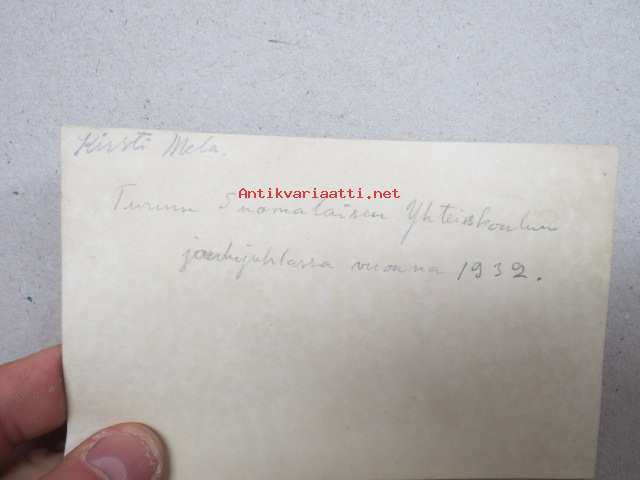 Kirsti Mela.
Antikvariaatti.net
Turun Suomalaisen Yhteiskoulun
joulujuhlassa vuonna 1932.